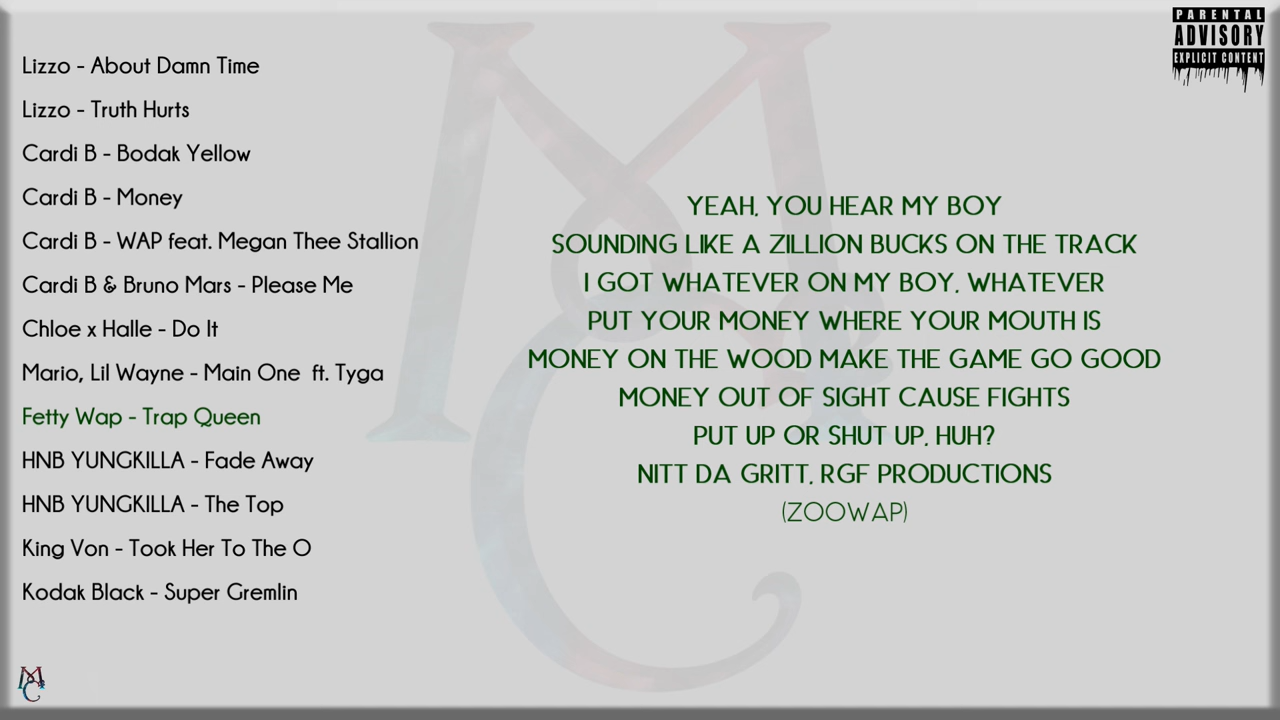 PARENTAL
ADVISORY
EXPLICIT CONTENT
Lizzo - About Damn Time
Lizzo - Truth Hurts
Cardi B - Bodak Yellow
Cardi B - Money
Cardi B - WAP feat. Megan Thee Stallion
Cardi B & Bruno Mars - Please Me
Chloe x Halle - Do It
Mario, Lil Wayne - Main One  ft. Tyga
Fetty Wap - Trap Queen
HNB YUNGKILLA - Fade Away
HNB YUNGKILLA - The Top
King Von - Took Her To The O
Kodak Black - Super Gremlin
YEAH, YOU HEAR MY BOY
SOUNDING LIKE A ZILLION BUCKS ON THE TRACK
I GOT WHATEVER ON MY BOY, WHATEVER
PUT YOUR MONEY WHERE YOUR MOUTH IS
MONEY ON THE WOOD MAKE THE GAME GO GOOD
MONEY OUT OF SIGHT CAUSE FIGHTS
PUT UP OR SHUT UP, HUH?
NITT DA GRITT, RGF PRODUCTIONS
(ZOOWAP)
MC
MC